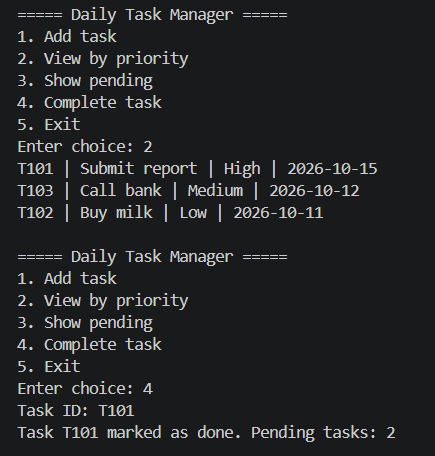 ===== Daily Task Manager =====
1. Add task
2. View by priority
3. Show pending
4. Complete task
5. Exit
Enter choice: 2
T101 | Submit report | High | 2026-10-15
T103 | Call bank | Medium | 2026-10-12
T102 | Buy milk | Low | 2026-10-11

===== Daily Task Manager =====
1. Add task
2. View by priority
3. Show pending
4. Complete task
5. Exit
Enter choice: 4
Task ID: T101
Task T101 marked as done. Pending tasks: 2